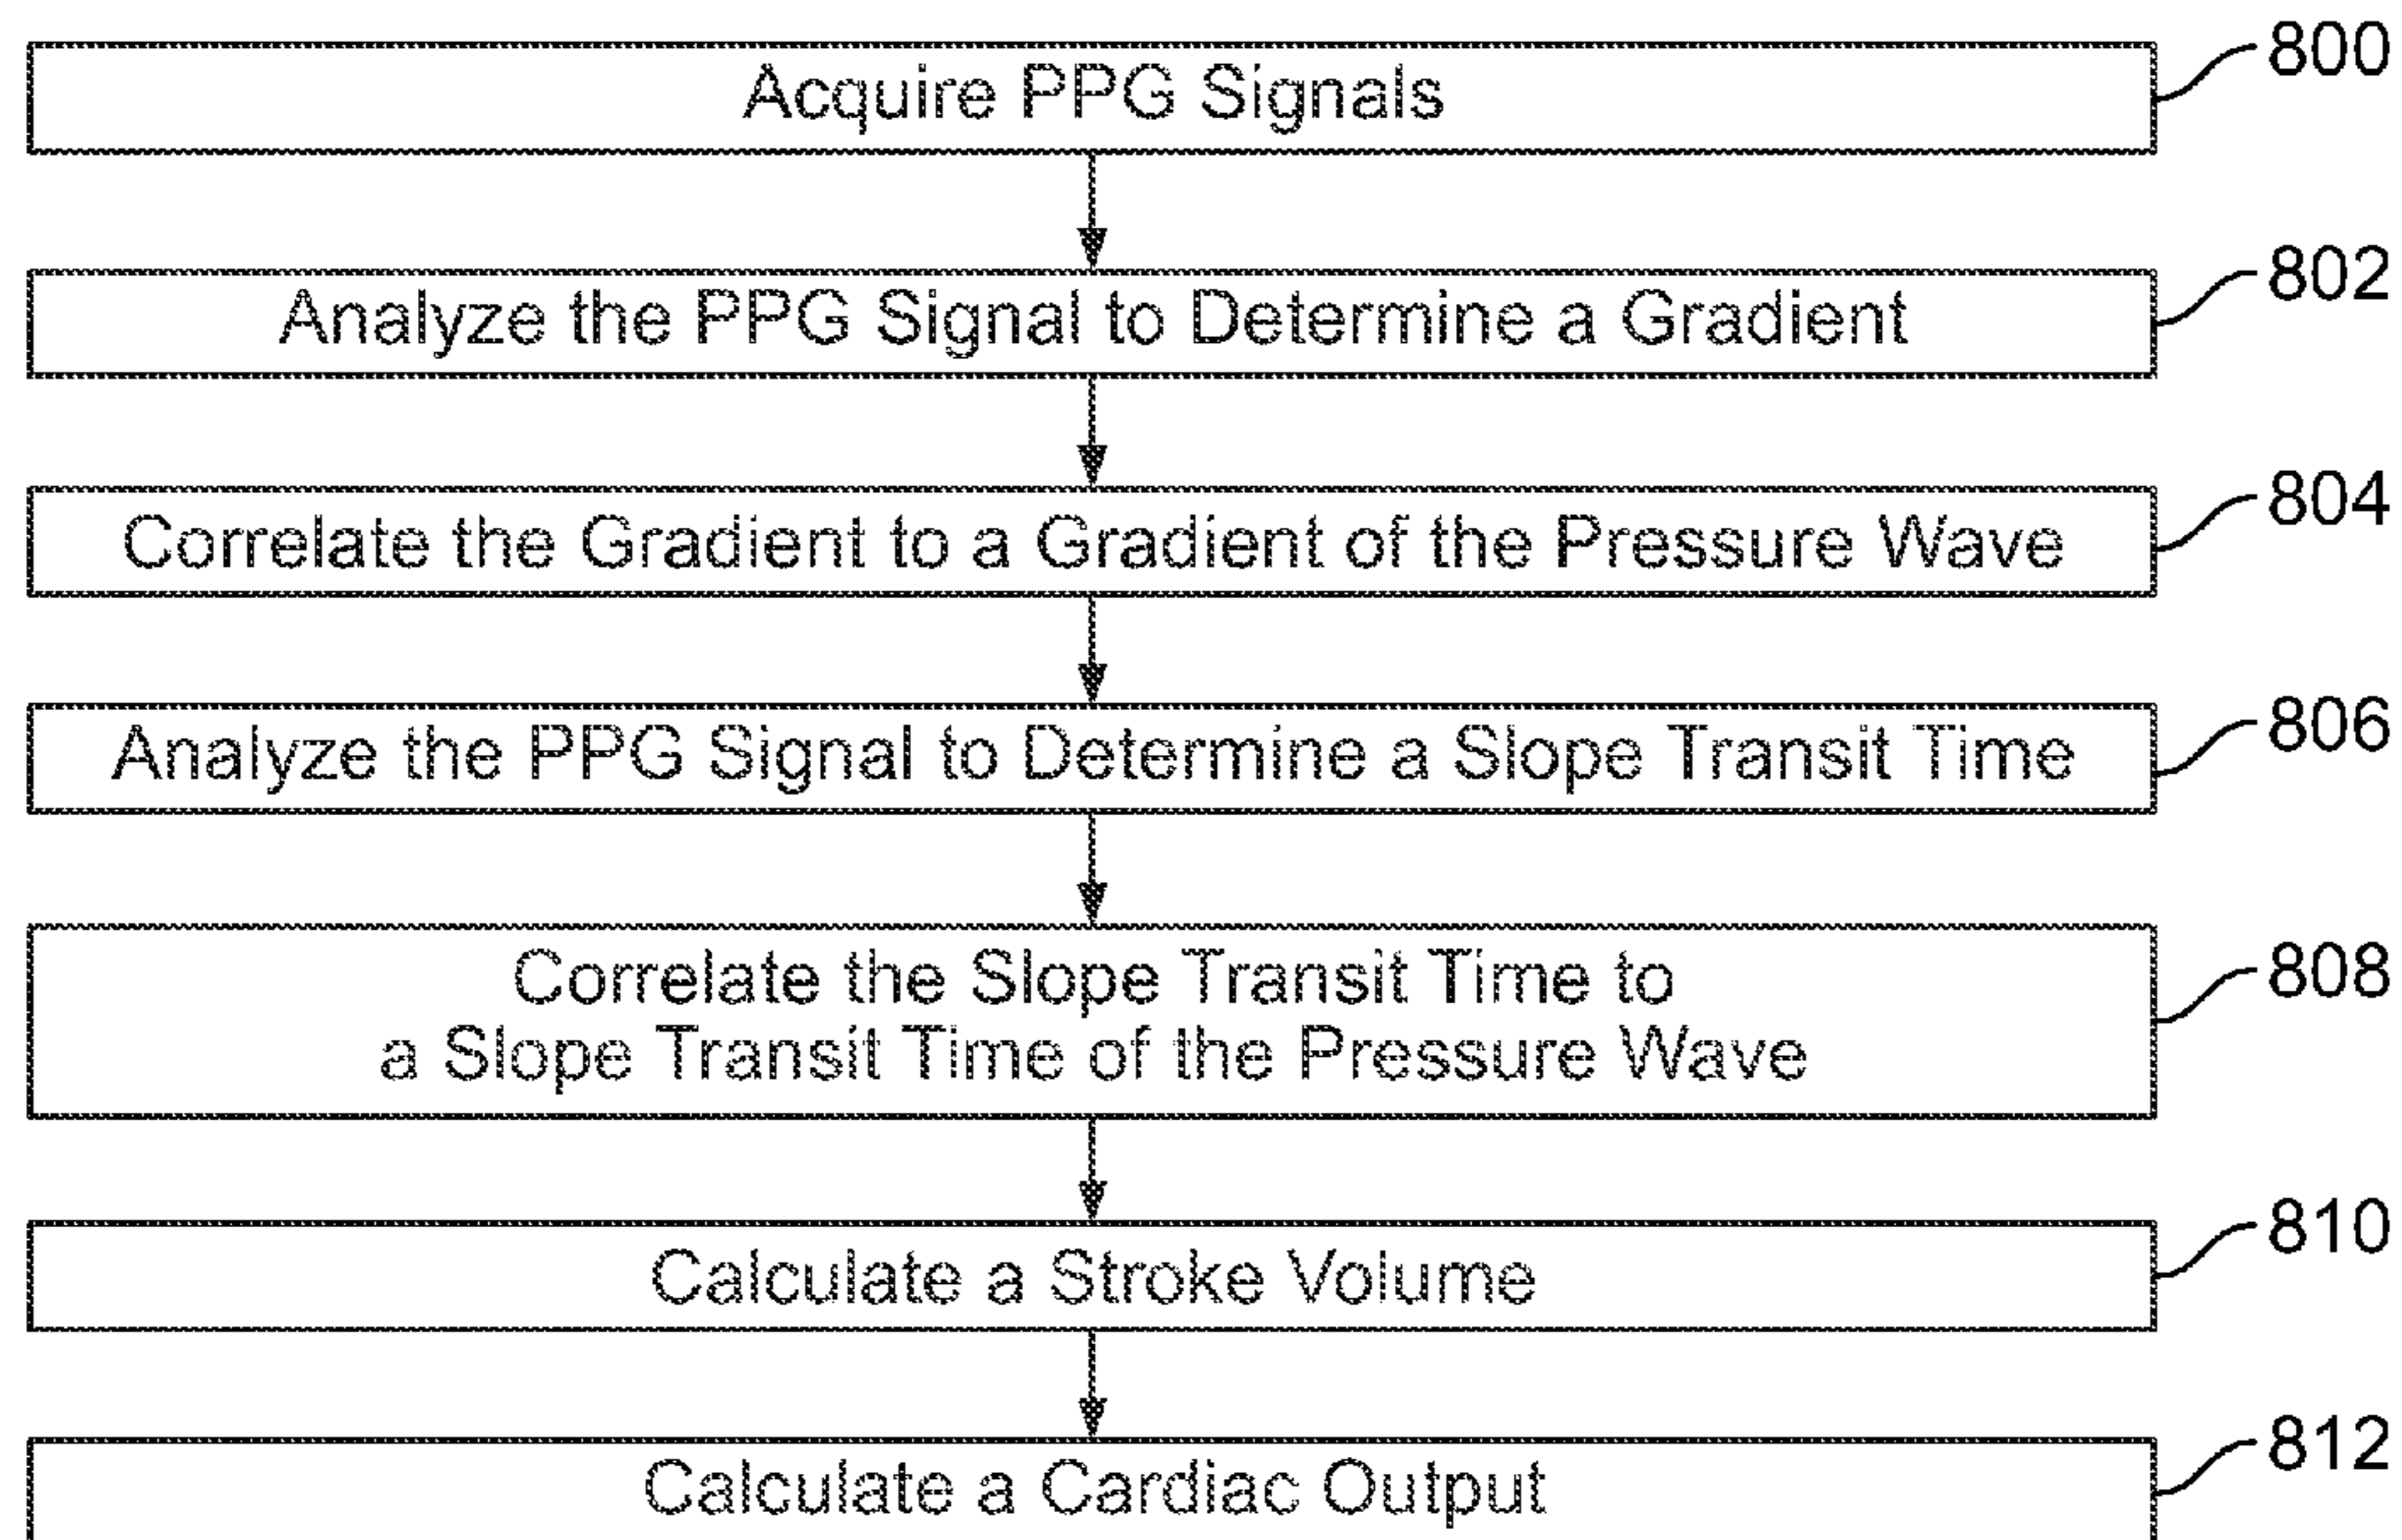 Acquire PPG Signals
800
Analyze the PPG Signal to Determine a Gradient
802
Correlate the Gradient to a Gradient of the Pressure Wave
804
Analyze the PPG Signal to Determine a Slope Transit Time
806
Correlate the Slope Transit Time to
a Slope Transit Time of the Pressure Wave
808
Calculate a Stroke Volume
810
Calculate a Cardiac Output
812